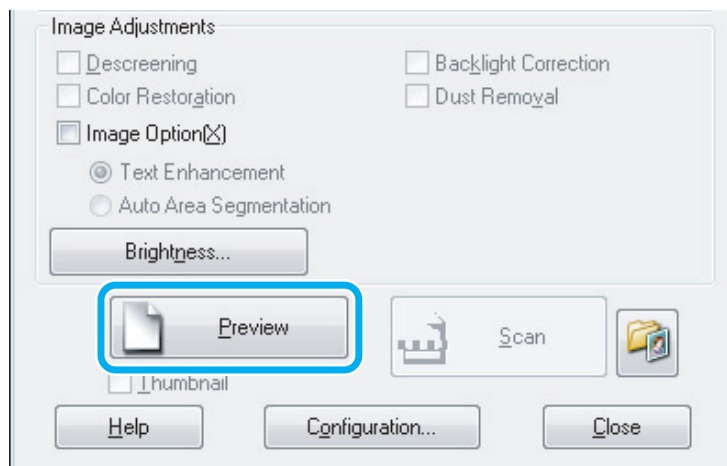 Image Adjustments
Descreening Backlight Correction
Color Restoration Dust Removal
Image Option(X)
Text Enhancement
Auto Area Segmentation
Brightness...
Preview Scan
Thumbnail
Help Configuration... Close